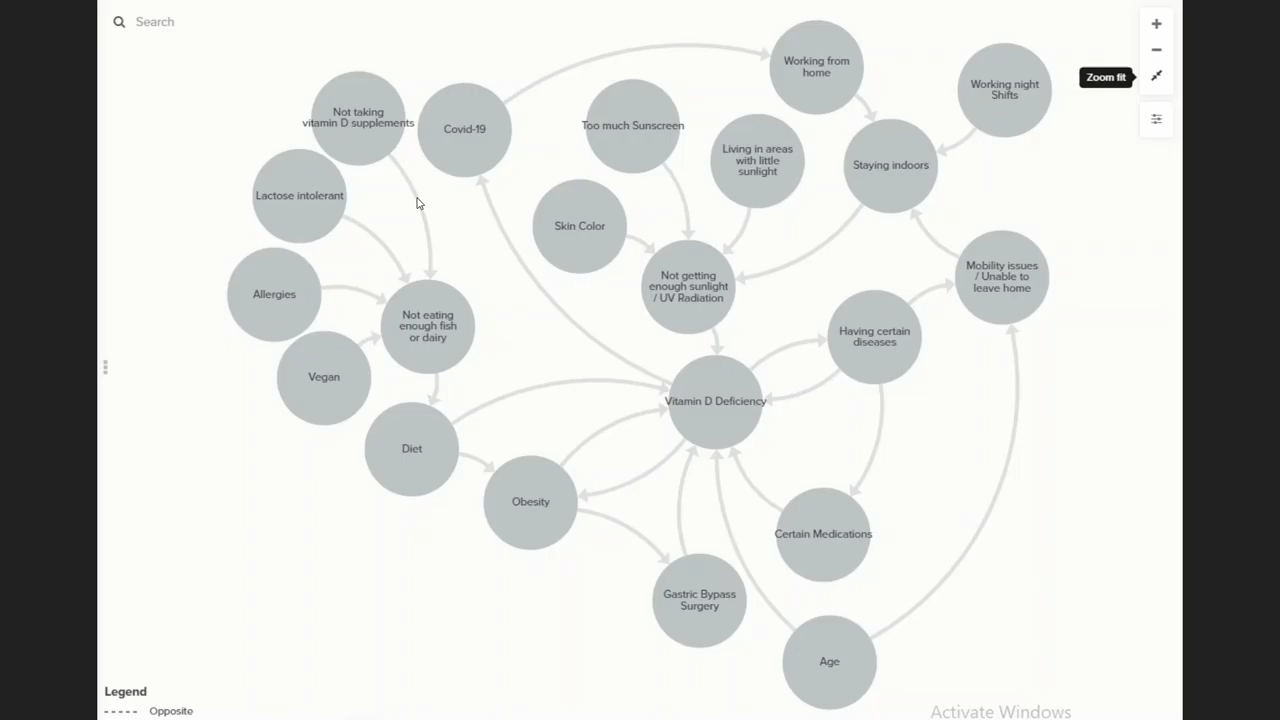 Search
Working from
home
Zoom fit
Working night
Shifts
Not taking
vitamin D supplements
Covid-19
Too much Sunscreen
Living in areas
with little
sunlight
Staying indoors
Lactose intolerant
Skin Color
Not getting
enough sunlight
/ UV Radiation
Mobility issues
/ Unable to
leave home
Allergies
Not eating
enough fish
or dairy
Having certain
diseases
Vegan
Vitamin D Deficiency
Diet
Obesity
Certain Medications
Gastric Bypass
Surgery
Age
Legend
Opposite
Activate Windows